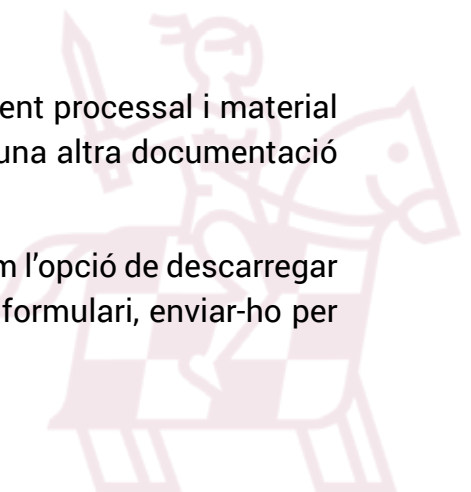 ent processal i material
una altra documentació
m l’opció de descarregar
formulari, enviar-ho per